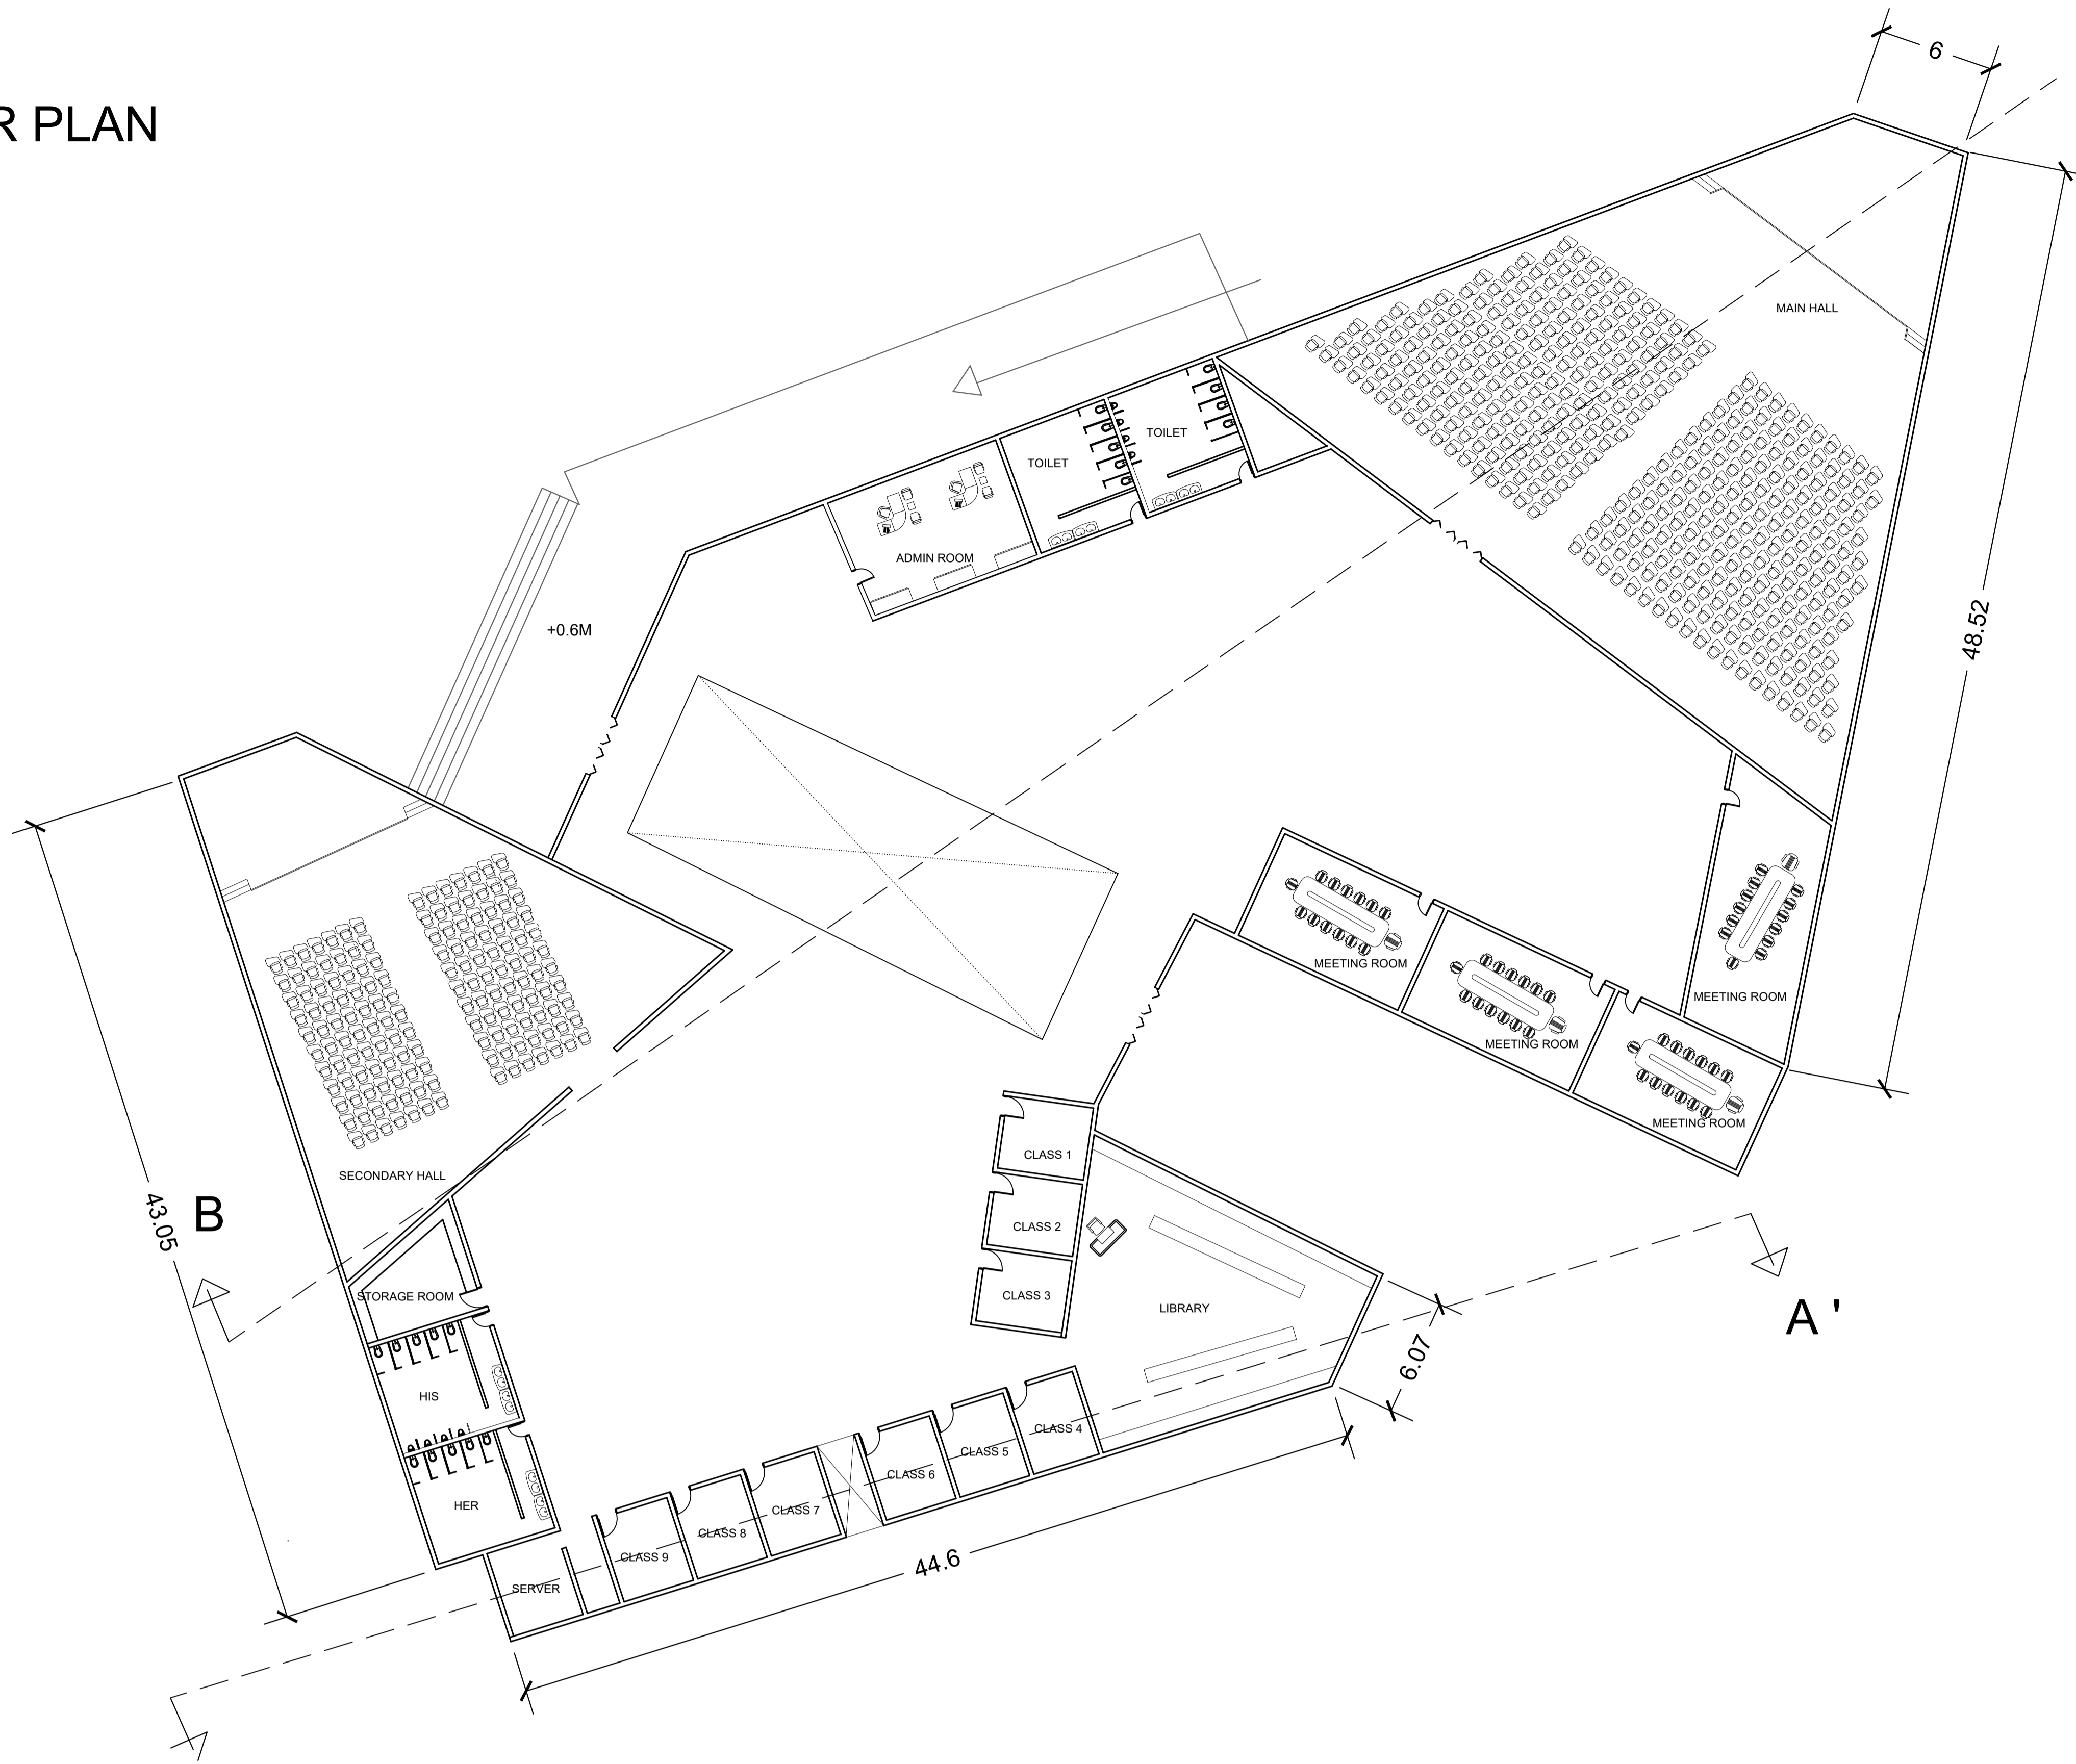 R PLAN
6
MAIN HALL
TOILET
TOILET
ADMIN ROOM
+0.6M
48.52
MEETING ROOM
MEETING ROOM
MEETING ROOM
MEETING ROOM
CLASS 1
CLASS 2
CLASS 3
SECONDARY HALL
B
43.05
STORAGE ROOM
LIBRARY
A '
6.07
HIS
HER
CLASS 4
CLASS 5
CLASS 6
CLASS 7
CLASS 8
CLASS 9
SERVER
44.6